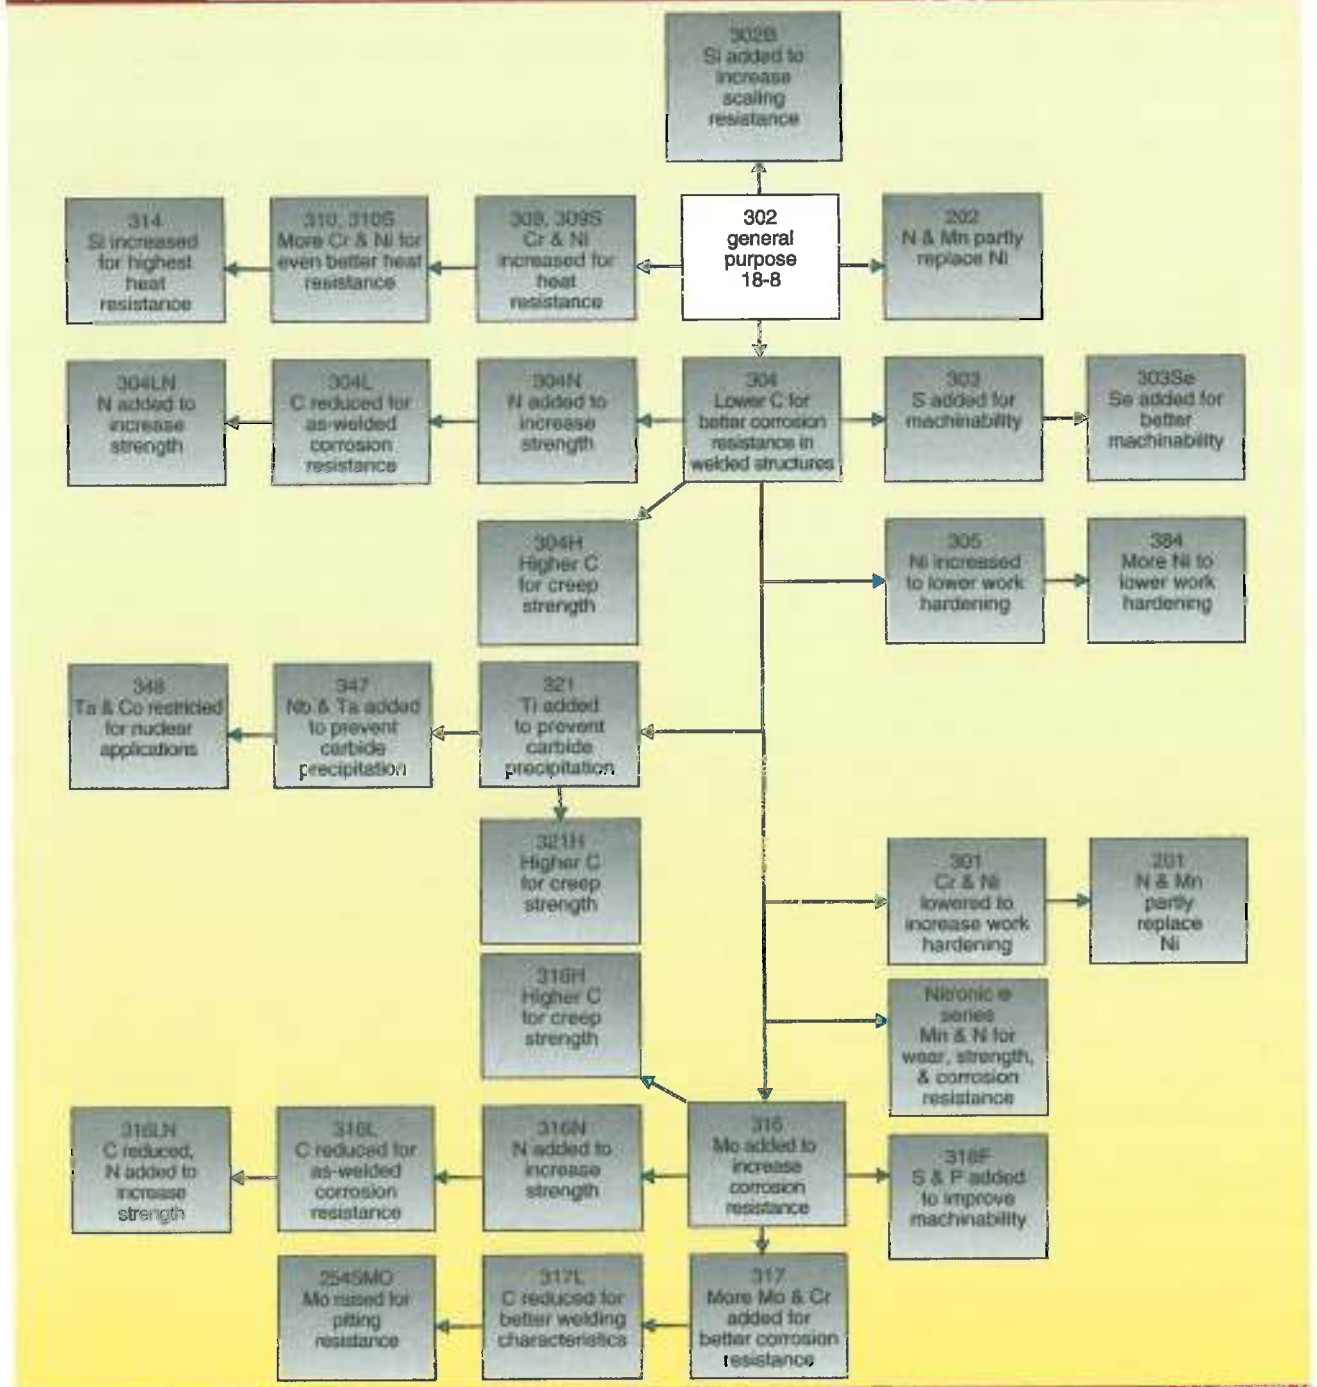 302B
Si added to
increase
scaling
resistance
314
Si increased
for highest
heat
resistance
310, 310S
More Cr & Ni for
even better heat
resistance
309, 309S
Cr & Ni
increased for
heat
resistance
302
general
purpose
18-8
202
N & Mn partly
replace Ni
304LN
N added to
increase
strength
304L
C reduced for
as-welded
corrosion
resistance
304N
N added to
increase
strength
304
Lower C for
better corrosion
resistance in
welded structures
303
S added for
machinability
303Se
Se added for
better
machinability
304H
Higher C
for creep
strength
305
Ni increased
to lower work
hardening
384
More Ni to
lower work
hardening
348
Ta & Co restricted
for nuclear
applications
347
Nb & Ta added
to prevent
carbide
precipitation
321
Ti added
to prevent
carbide
precipitation
321H
Higher C
for creep
strength
301
Cr & Ni
lowered to
increase work
hardening
201
N & Mn
partly
replace
Ni
316H
Higher C
for creep
strength
Nitronic ®
series
Mn & N for
wear, strength,
& corrosion
resistance
316LN
C reduced,
N added to
increase
strength
316L
C reduced for
as-welded
corrosion
resistance
316N
N added to
increase
strength
316
Mo added to
increase
corrosion
resistance
316F
S & P added
to improve
machinability
254SMO
Mo raised for
pitting
resistance
317L
C reduced for
better welding
characteristics
317
More Mo & Cr
added for
better corrosion
resistance